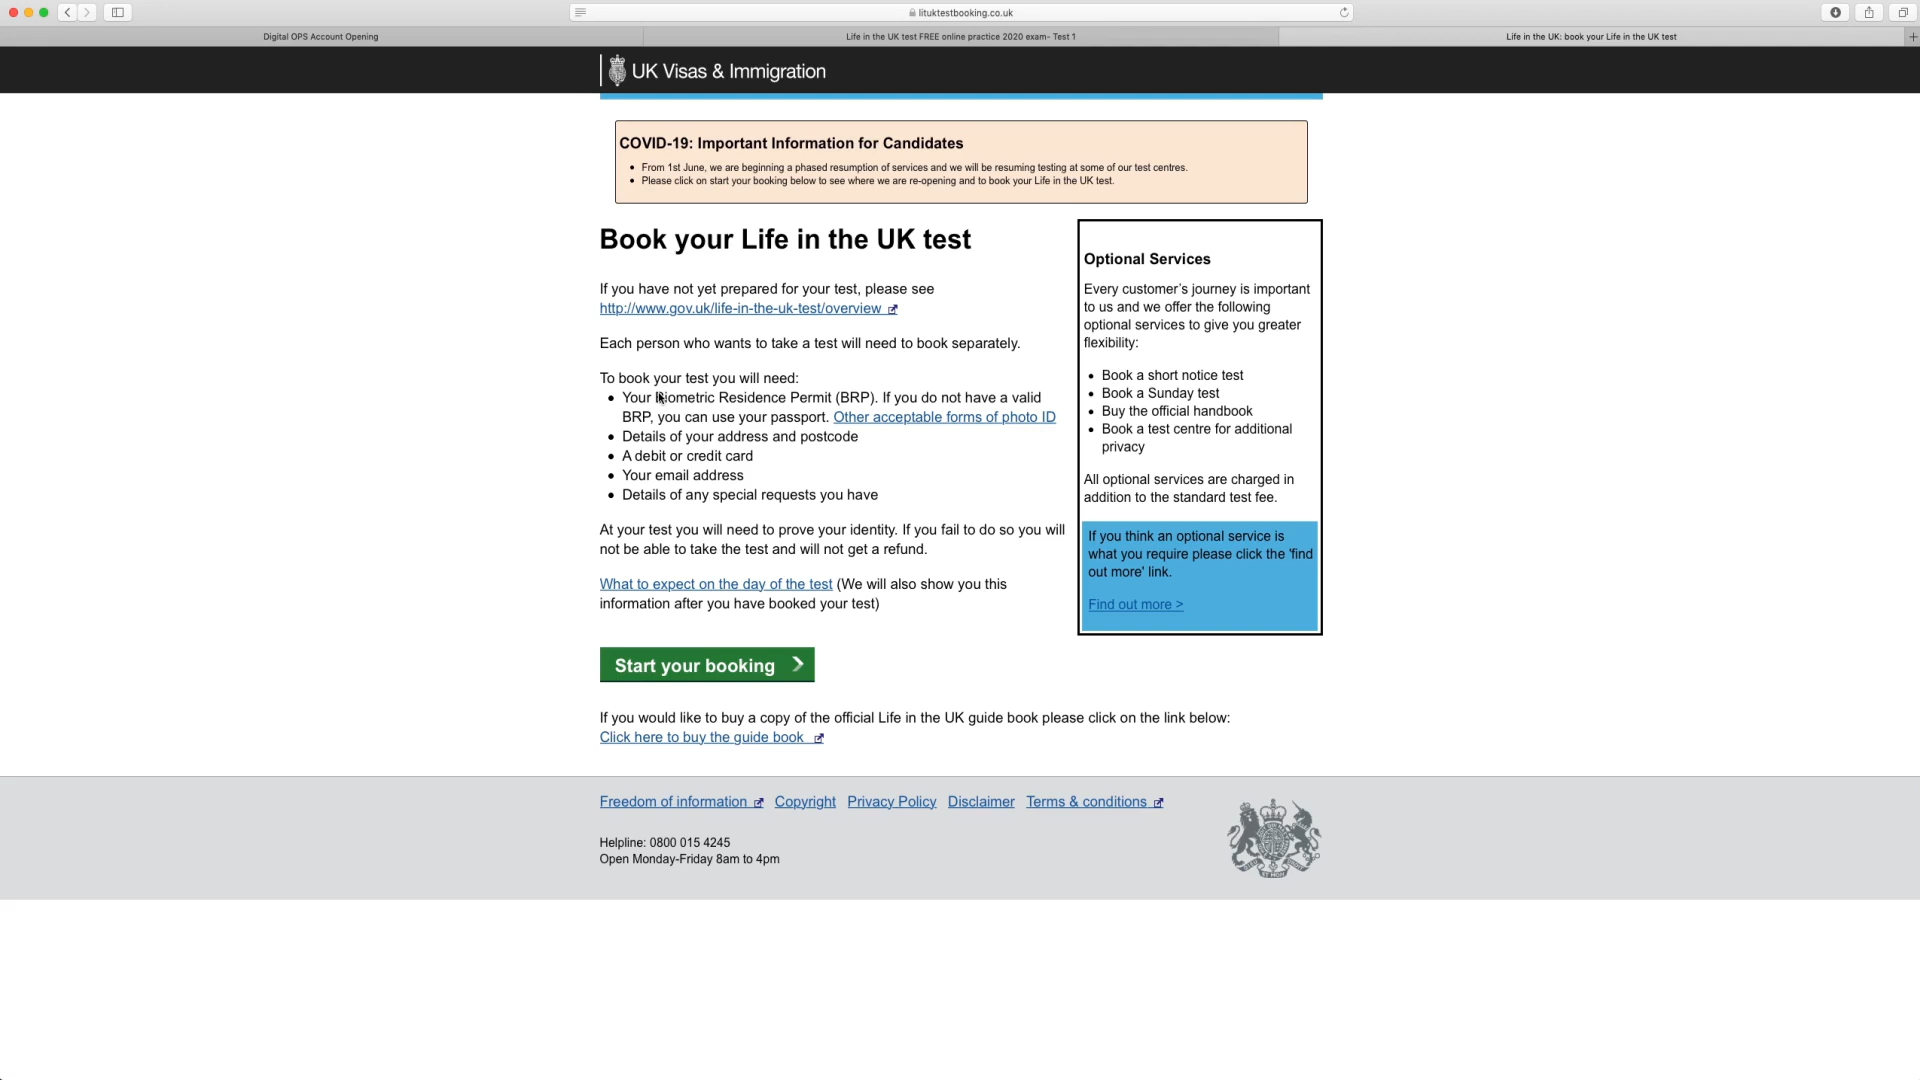 lituktestbooking.co.uk
Digital OPS Account Opening
Life in the UK test FREE online practice 2020 exam- Test 1
Life in the UK: book your Life in the UK test
UK Visas & Immigration
COVID-19: Important Information for Candidates
• From 1st June, we are beginning a phased resumption of services and we will be resuming testing at some of our test centres.
• Please click on start your booking below to see where we are re-opening and to book your Life in the UK test.
Book your Life in the UK test
If you have not yet prepared for your test, please see
http://www.gov.uk/life-in-the-uk-test/overview
Each person who wants to take a test will need to book separately.
To book your test you will need:
• Your Biometric Residence Permit (BRP). If you do not have a valid
BRP, you can use your passport. Other acceptable forms of photo ID
• Details of your address and postcode
• A debit or credit card
• Your email address
• Details of any special requests you have
At your test you will need to prove your identity. If you fail to do so you will
not be able to take the test and will not get a refund.
What to expect on the day of the test (We will also show you this
information after you have booked your test)
Start your booking
Optional Services
Every customer's journey is important
to us and we offer the following
optional services to give you greater
flexibility:
• Book a short notice test
• Book a Sunday test
• Buy the official handbook
• Book a test centre for additional
privacy
All optional services are charged in
addition to the standard test fee.
If you think an optional service is
what you require please click the 'find
out more' link.
Find out more >
If you would like to buy a copy of the official Life in the UK guide book please click on the link below:
Click here to buy the guide book
Freedom of information Copyright Privacy Policy Disclaimer Terms & conditions
Helpline: 0800 015 4245
Open Monday-Friday 8am to 4pm